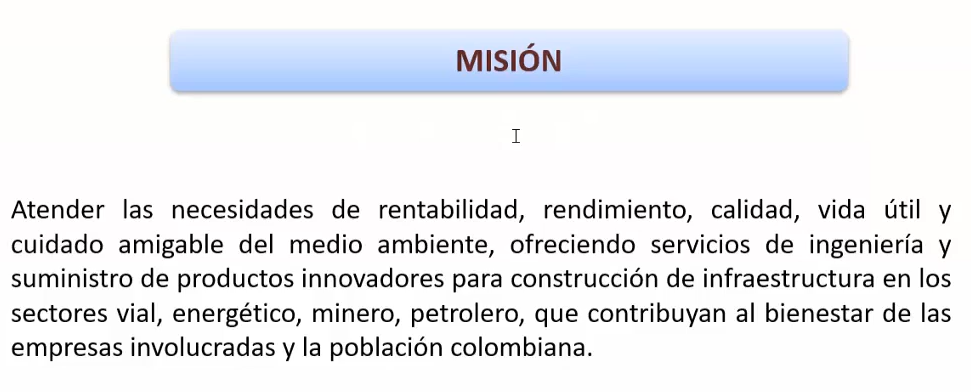 MISIÓN
Atender las necesidades de rentabilidad, rendimiento, calidad, vida útil y
cuidado amigable del medio ambiente, ofreciendo servicios de ingeniería y
suministro de productos innovadores para construcción de infraestructura en los
sectores vial, energético, minero, petrolero, que contribuyan al bienestar de las
empresas involucradas y la población colombiana.